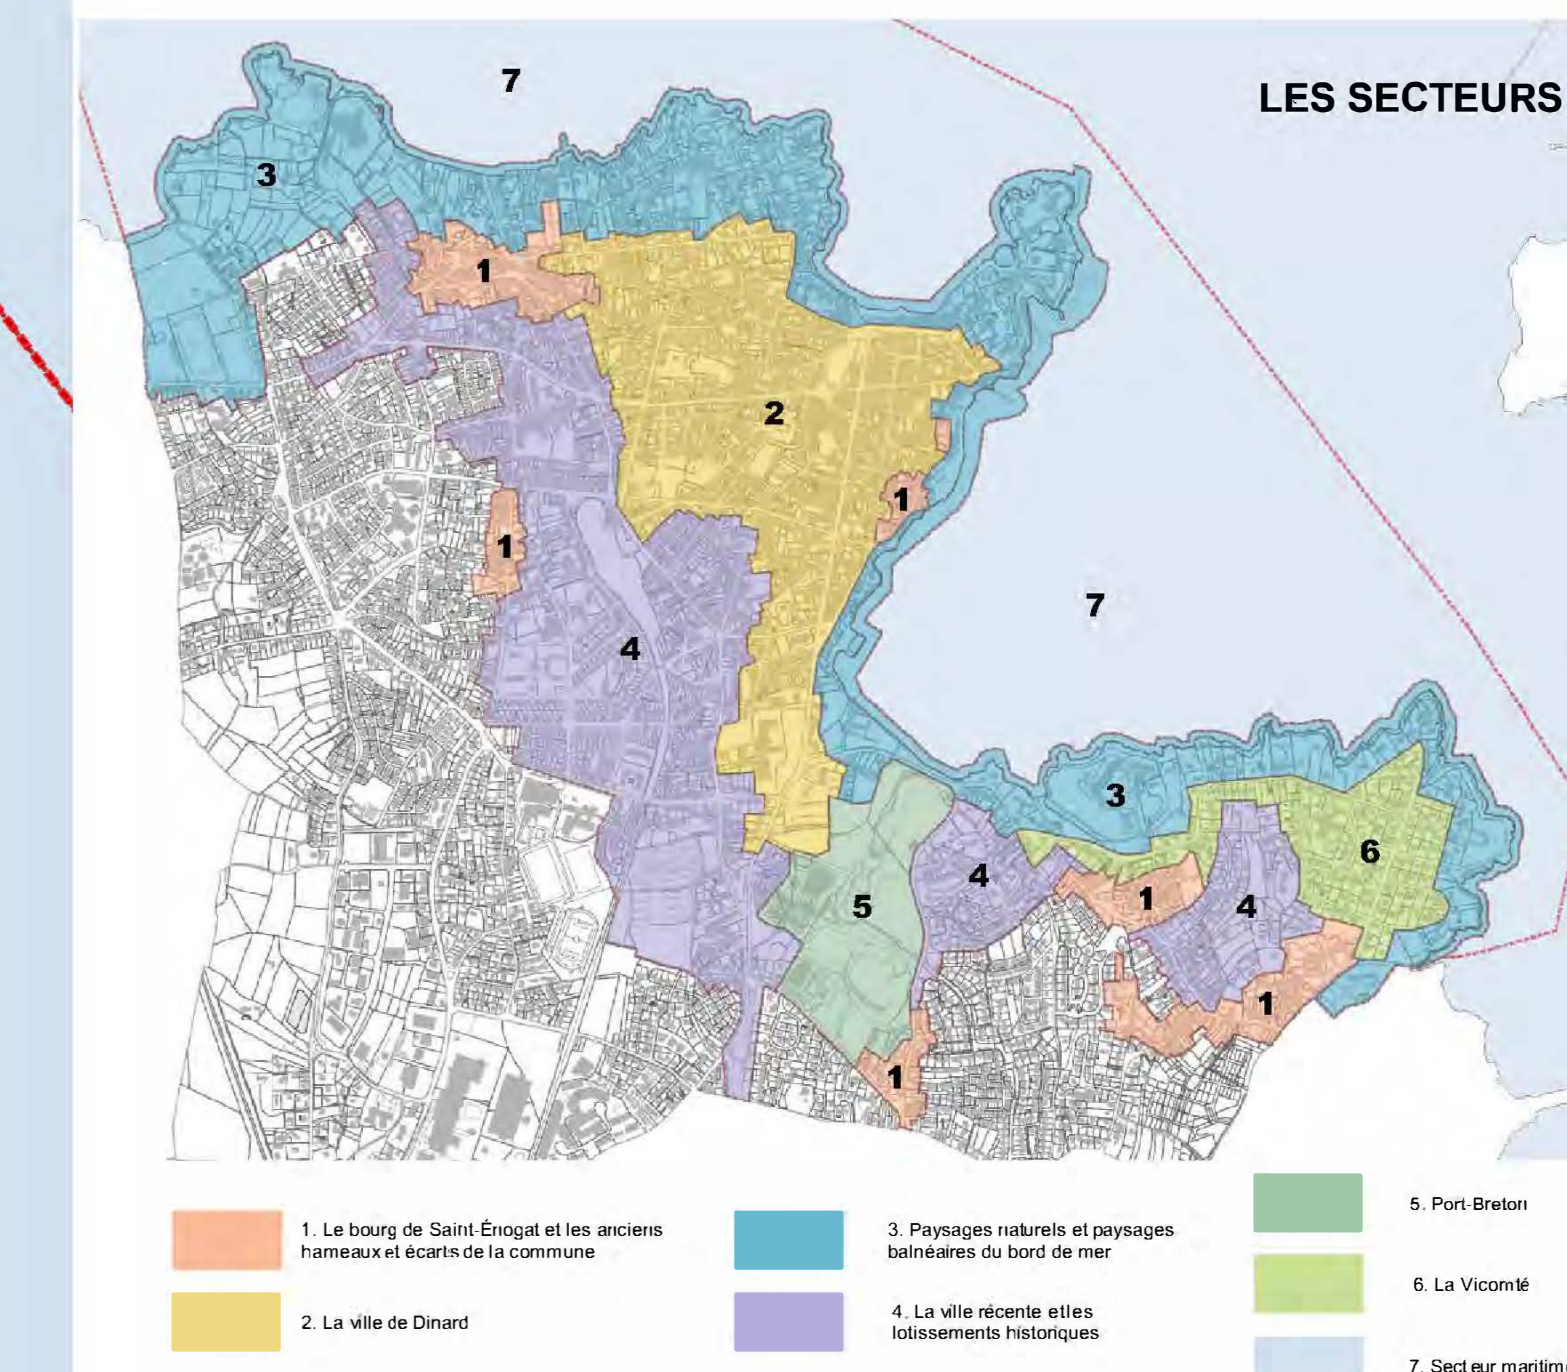 LES SECTEURS
7
3
1
2
1
1
7
4
3
6
4
1
4
5
1
1
1. Le bourg de Saint-Énogat et les anciens
hameaux et écarts de la commune
2. La ville de Dinard
3. Paysages naturels et paysages
balnéaires du bord de mer
4. La ville récente et les
lotissements historiques
5. Port-Breton
6. La Vicomté
7. Secteur maritim